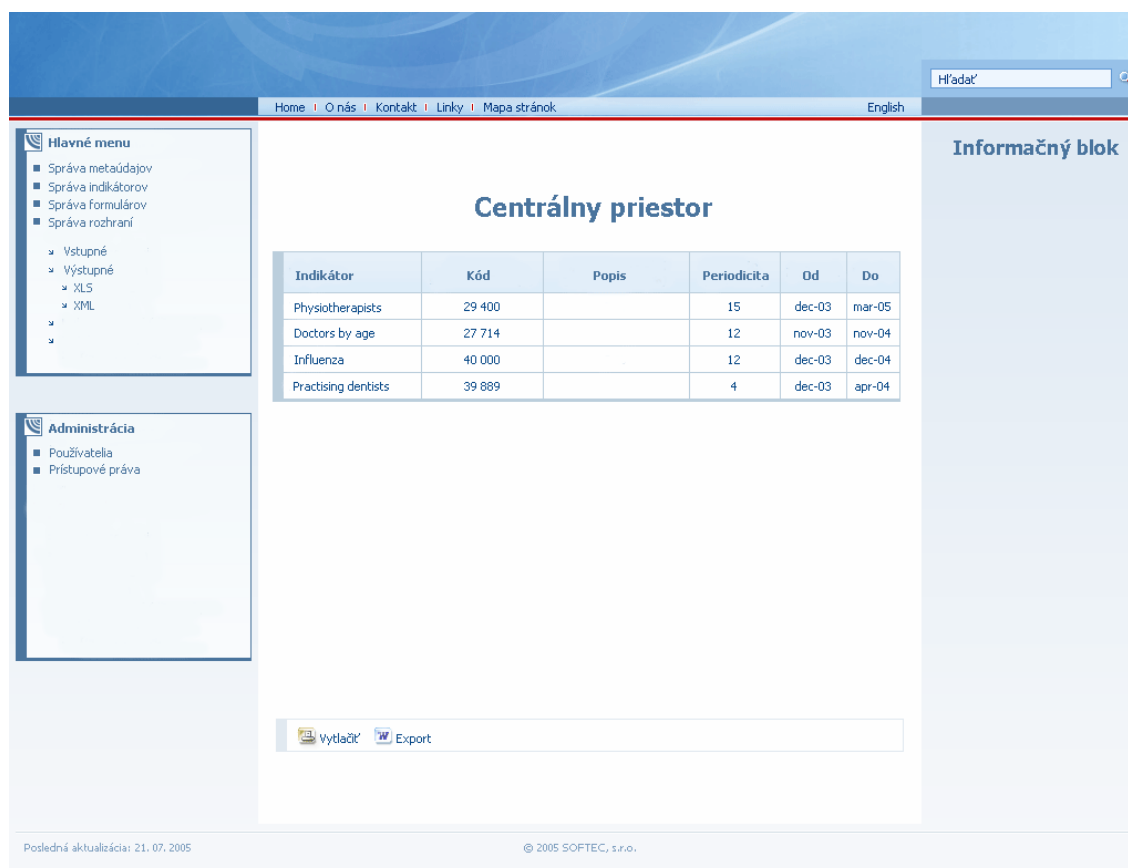 Hľadať
Home Ι O nás Ι Kontakt Ι Linky Ι Mapa stránok English
Hlavné menu
Správa metaúdajov
Správa indikátorov
Správa formulárov
Správa rozhraní
Vstupné
Výstupné
XLS
XML
Administrácia
Používatelia
Prístupové práva
Centrálny priestor
Indikátor Kód Popis Periodicita Od Do
Physiotherapists 29 400 15 dec-03 mar-05
Doctors by age 27 714 12 nov-03 nov-04
Influenza 40 000 12 dec-03 dec-04
Practising dentists 39 889 4 dec-03 apr-04
Vytlačiť Export
Informačný blok
Posledná aktualizácia: 21. 07. 2005 © 2005 SOFTEC, s.r.o.